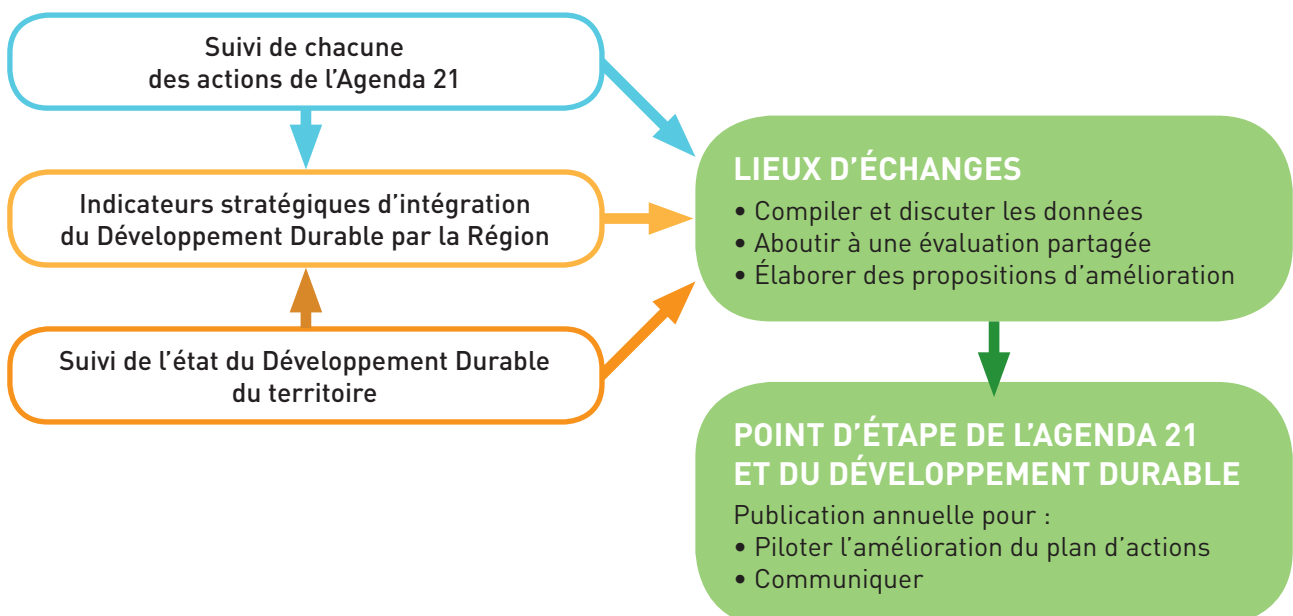 Suivi de chacune
des actions de l’Agenda 21
Indicateurs stratégiques d’intégration
du Développement Durable par la Région
Suivi de l’état du Développement Durable
du territoire
LIEUX D’ÉCHANGES
• Compiler et discuter les données
• Aboutir à une évaluation partagée
• Élaborer des propositions d’amélioration
POINT D’ÉTAPE DE L’AGENDA 21
ET DU DÉVELOPPEMENT DURABLE
Publication annuelle pour :
• Piloter l’amélioration du plan d’actions
• Communiquer